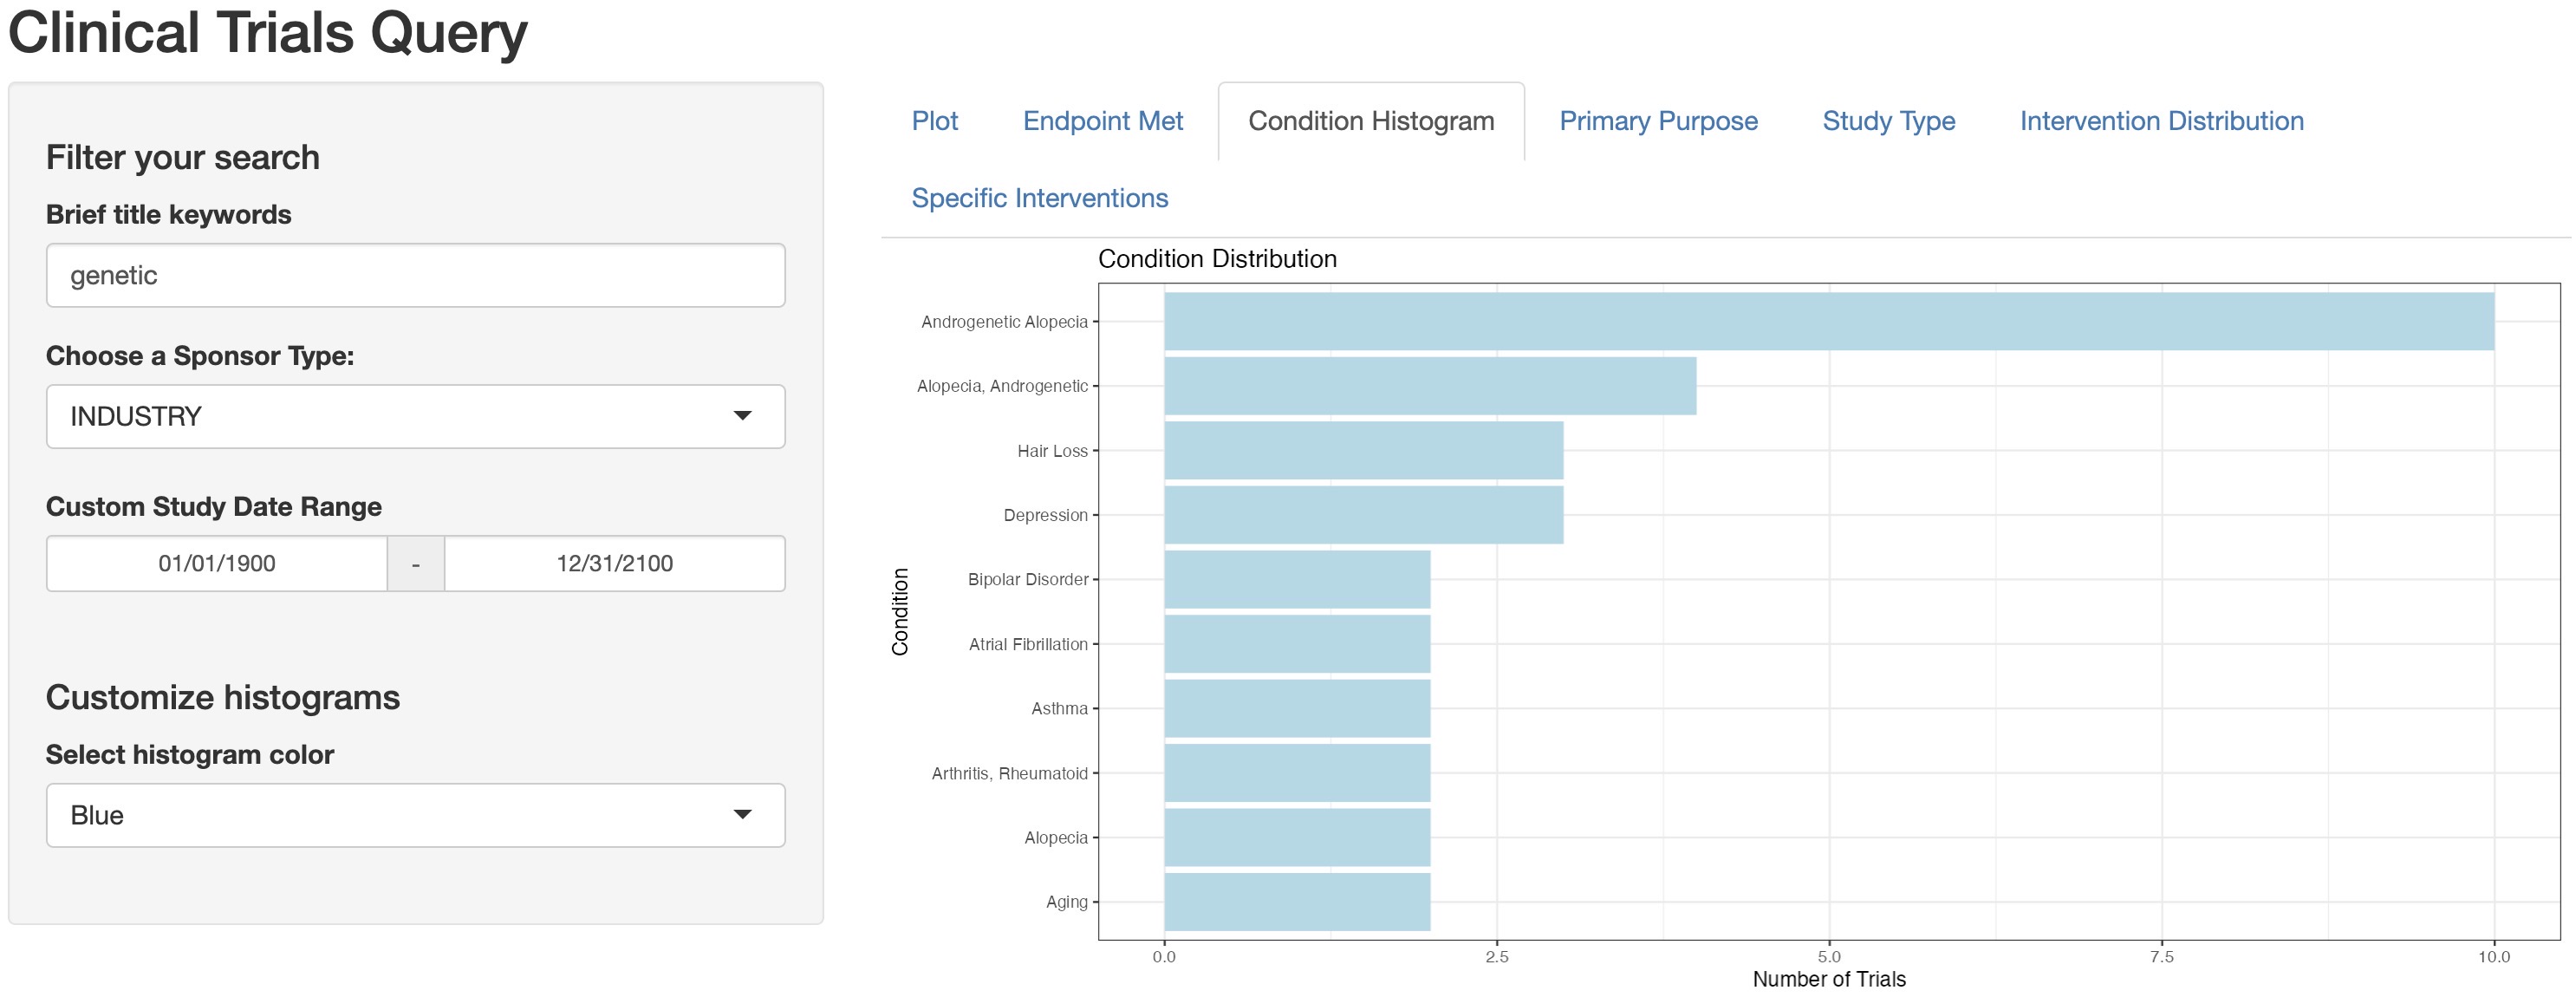 Clinical Trials Query
Filter your search
Brief title keywords
genetic
Choose a Sponsor Type:
INDUSTRY
Custom Study Date Range
01/01/1900 - 12/31/2100
Customize histograms
Select histogram color
Blue
Plot Endpoint Met Condition Histogram Primary Purpose Study Type Intervention Distribution
Specific Interventions
Condition Distribution
Condition
Androgenetic Alopecia
Alopecia, Androgenetic
Hair Loss
Depression
Bipolar Disorder
Atrial Fibrillation
Asthma
Arthritis, Rheumatoid
Alopecia
Aging
0.0 2.5 5.0 7.5 10.0
Number of Trials